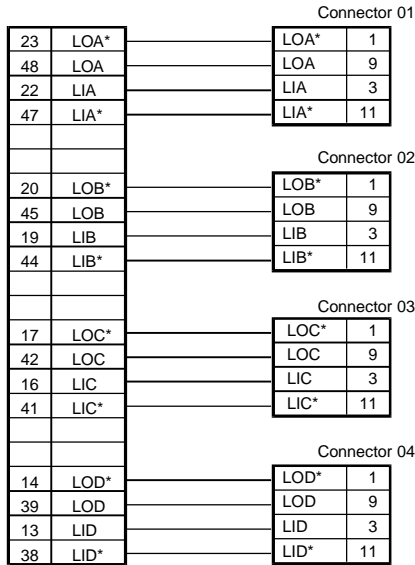 Connector 01
23 LOA* LOA* 1
48 LOA LOA 9
22 LIA LIA 3
47 LIA* LIA* 11
Connector 02
20 LOB* LOB* 1
45 LOB LOB 9
19 LIB LIB 3
44 LIB* LIB* 11
Connector 03
17 LOC* LOC* 1
42 LOC LOC 9
16 LIC LIC 3
41 LIC* LIC* 11
Connector 04
14 LOD* LOD* 1
39 LOD LOD 9
13 LID LID 3
38 LID* LID* 11